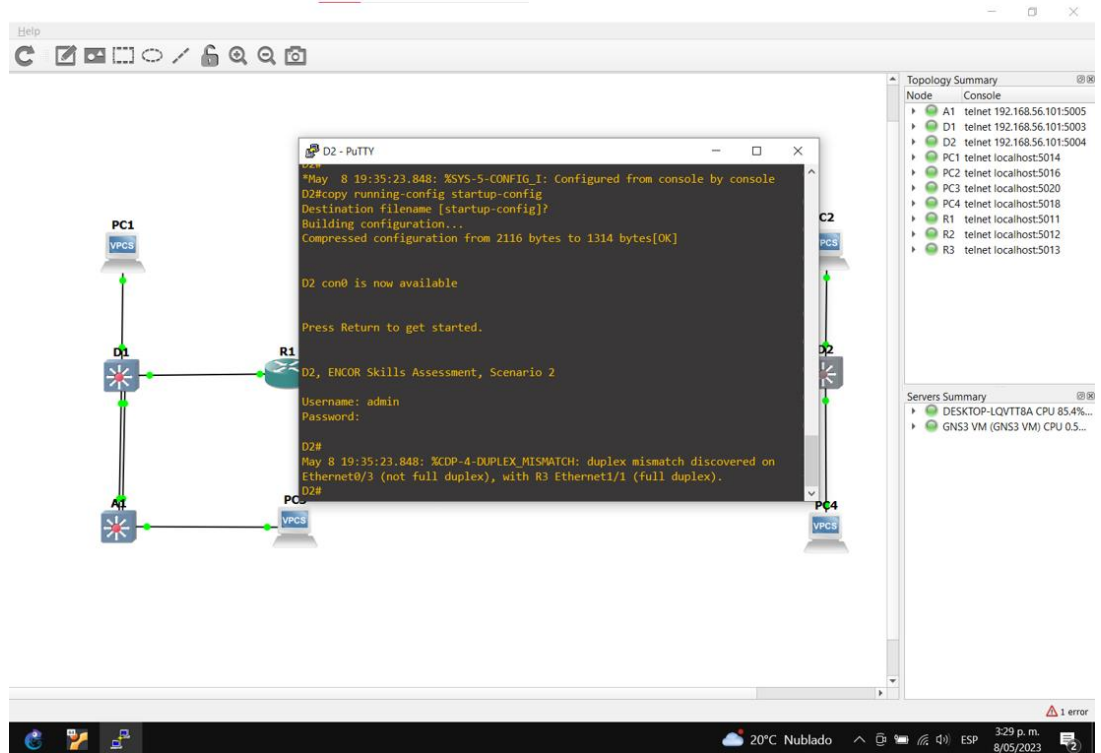 Help
Topology Summary
Node Console
A1 telnet 192.168.56.101:5005
D1 telnet 192.168.56.101:5003
D2 telnet 192.168.56.101:5004
PC1 telnet localhost:5014
PC2 telnet localhost:5016
PC3 telnet localhost:5020
PC4 telnet localhost:5018
R1 telnet localhost:5011
R2 telnet localhost:5012
R3 telnet localhost:5013
D2 - PuTTY
D2#
*May  8 19:35:23.848: %SYS-5-CONFIG_I: Configured from console by console
D2#copy running-config startup-config
Destination filename [startup-config]?
Building configuration...
Compressed configuration from 2116 bytes to 1314 bytes[OK]
D2 con0 is now available
Press Return to get started.
D2, ENCOR Skills Assessment, Scenario 2
Username: admin
Password:
D2#
May 8 19:35:23.848: %CDP-4-DUPLEX_MISMATCH: duplex mismatch discovered on
Ethernet0/3 (not full duplex), with R3 Ethernet1/1 (full duplex).
D2#
PC1
VPCS
C2
PCS
D1
R1
D2
A1
PC3
VPCS
PC4
VPCS
Servers Summary
DESKTOP-LQVTT8A CPU 85.4%...
GNS3 VM (GNS3 VM) CPU 0.5...
1 error
20°C Nublado
ESP
3:29 p. m.
8/05/2023
2